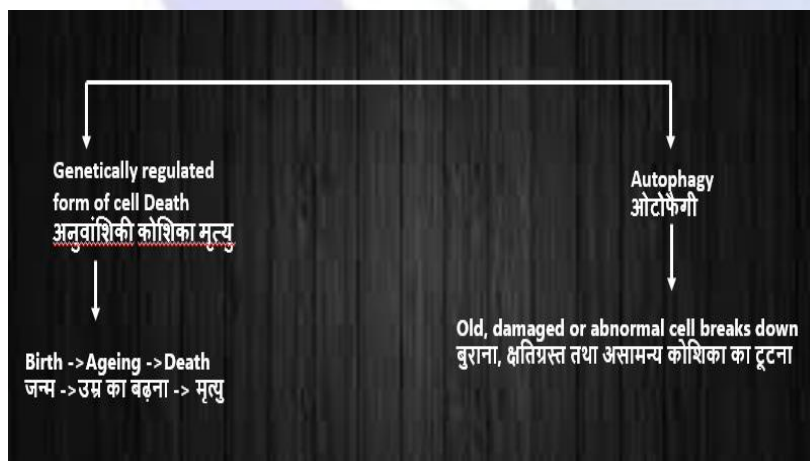 Genetically regulated
form of cell Death
अनुवांशिकी कोशिका मृत्यु
Birth ->Ageing ->Death
जन्म ->उम्र का बढ़ना -> मृत्यु
Autophagy
ओटोफैगी
Old, damaged or abnormal cell breaks down
बुराना, क्षतिग्रस्त तथा असामन्य कोशिका का टूटना